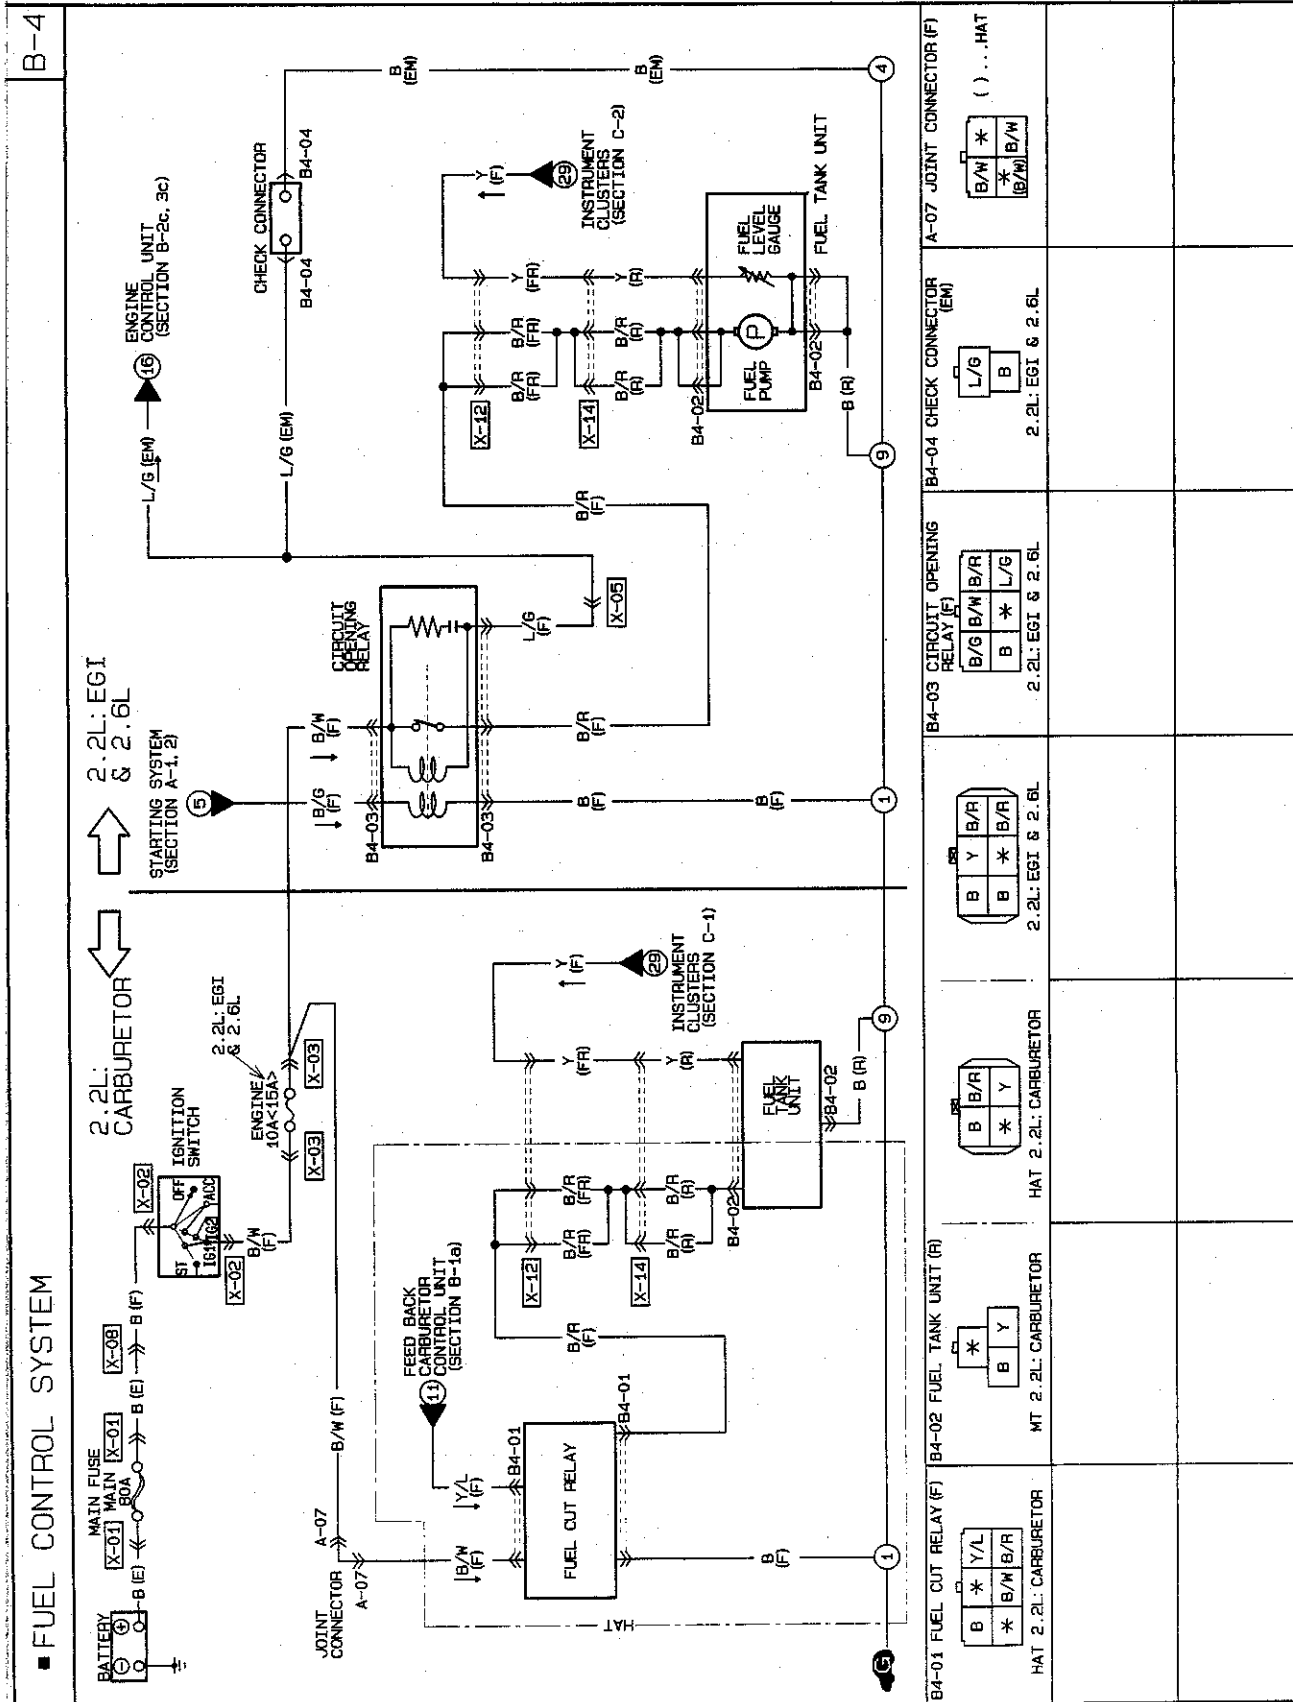 B-4
■ FUEL CONTROL SYSTEM
2.2L:
CARBURETOR
2.2L: EGI
& 2.6L
BATTERY
B (E)
MAIN FUSE
X-01
MAIN
80A
X-01
B (E)
X-08
B (F)
X-02
IGNITION
SWITCH
OFF
ACC
IG2
IG1
ST
X-02
B/W
(F)
X-03
ENGINE
10A<15A>
2.2L: EGI
& 2.6L
X-03
STARTING SYSTEM
(SECTION A-1, 2)
5
B/G
(F)
B/W
(F)
B4-03
CIRCUIT
OPENING
RELAY
B4-03
B
(F)
B
(F)
1
B/R
(F)
L/G
(F)
X-05
L/G (EM)
16
ENGINE
CONTROL UNIT
(SECTION B-2c, 3c)
L/G (EM)
CHECK CONNECTOR
B4-04
B4-04
B
(EM)
B
(EM)
4
B/R
(F)
X-12
B/R
(FR)
B/R
(FR)
Y
(FR)
Y
(F)
29
INSTRUMENT
CLUSTERS
(SECTION C-2)
X-14
B/R
(R)
B/R
(R)
Y
(R)
B4-02
FUEL
PUMP
P
FUEL
LEVEL
GAUGE
FUEL TANK UNIT
B4-02
B (R)
9
JOINT
CONNECTOR
A-07
A-07
B/W (F)
B/W
(F)
Y/L
(F)
11
FEED BACK
CARBURETOR
CONTROL UNIT
(SECTION B-1a)
B4-01
FUEL CUT RELAY
B4-01
B
(F)
1
HAT
G
B/R
(F)
X-12
B/R
(FR)
B/R
(FR)
Y
(FR)
Y
(F)
29
INSTRUMENT
CLUSTERS
(SECTION C-1)
X-14
B/R
(R)
B/R
(R)
Y
(R)
B4-02
FUEL
TANK
UNIT
B4-02
B (R)
9
B4-01 FUEL CUT RELAY (F)
B * Y/L
* B/W B/R
HAT 2.2L: CARBURETOR
B4-02 FUEL TANK UNIT (R)
*
B Y
MT 2.2L: CARBURETOR
B B/R
* Y
HAT 2.2L: CARBURETOR
B Y B/R
B * B/R
2.2L: EGI & 2.6L
B4-03 CIRCUIT OPENING
RELAY (F)
B/G B/W B/R
B * L/G
2.2L: EGI & 2.6L
B4-04 CHECK CONNECTOR
(EM)
L/G
B
2.2L: EGI & 2.6L
A-07 JOINT CONNECTOR (F)
B/W *
* B/W
(B/W)
( )...HAT